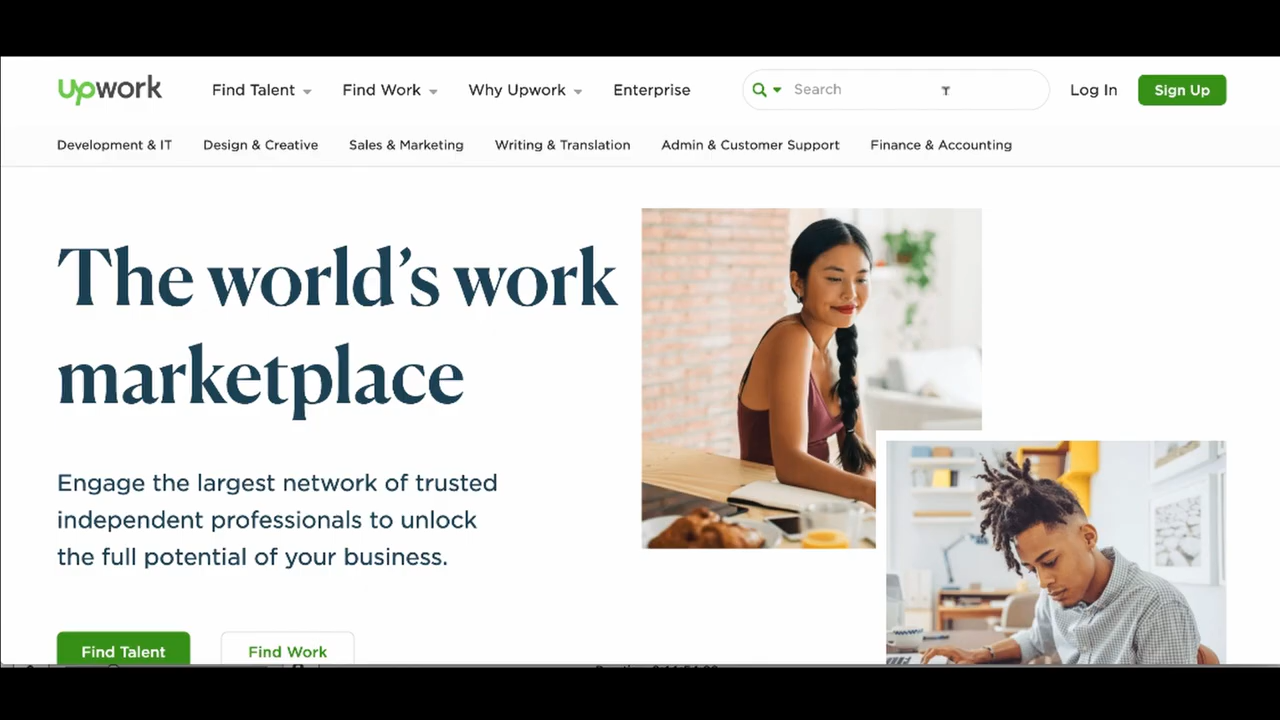 upwork
Find Talent
Find Work
Why Upwork
Enterprise
Search
Log In
Sign Up
Development & IT
Design & Creative
Sales & Marketing
Writing & Translation
Admin & Customer Support
Finance & Accounting
The world's work
marketplace
Engage the largest network of trusted
independent professionals to unlock
the full potential of your business.
Find Talent
Find Work